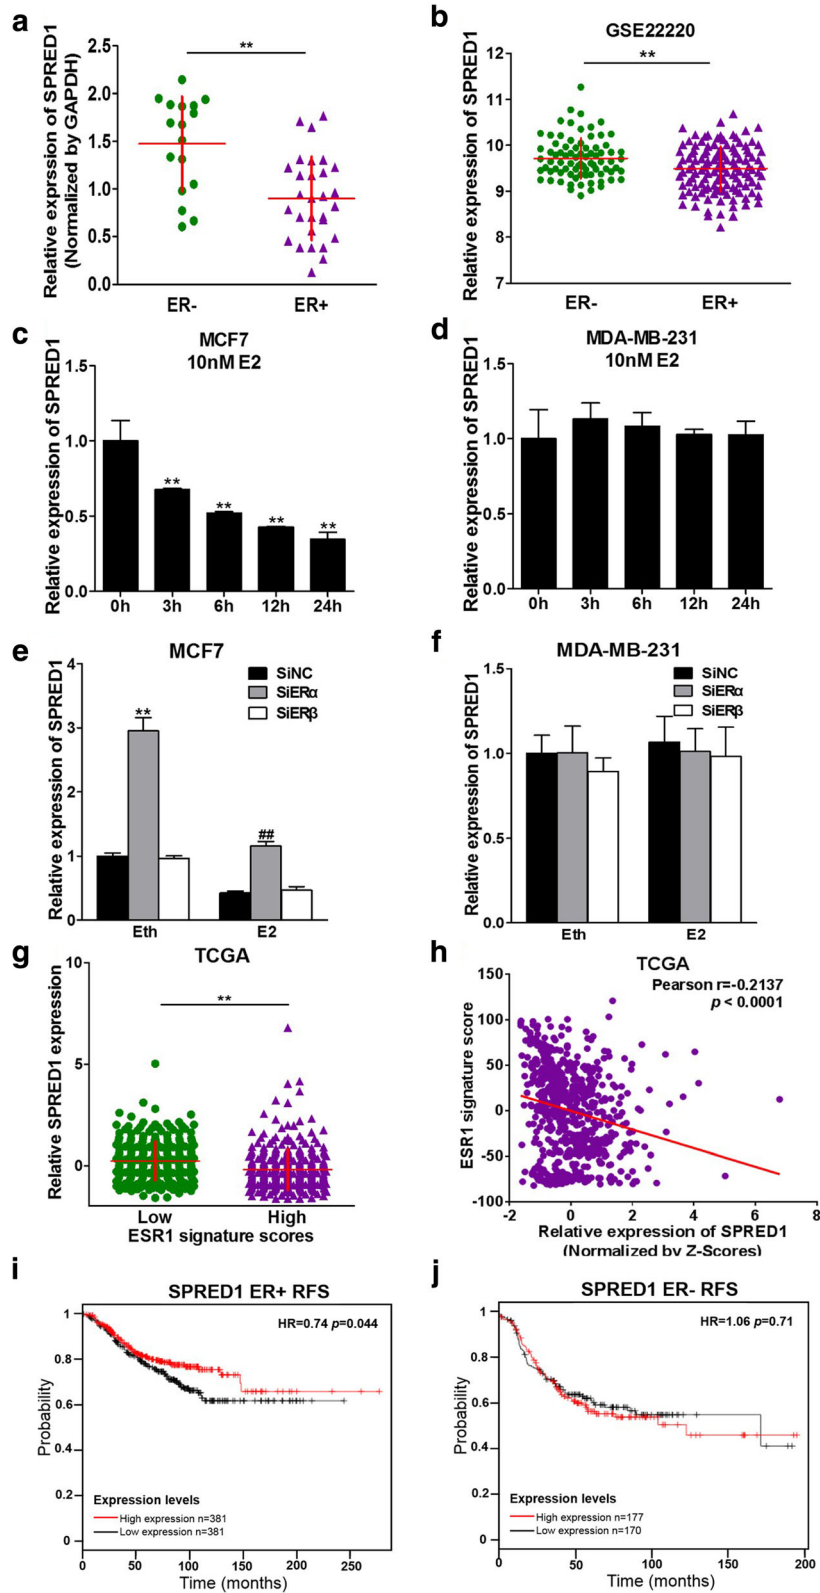 a
Relative exprssion of SPRED1
(Normalized by GAPDH)
2.5
2.0
1.5
1.0
0.5
0.0
**
ER-
ER+
b
GSE22220
Relative expression of SPRED1
12
11
10
9
8
7
**
ER-
ER+
c
MCF7
10nM E2
Relative expression of SPRED1
1.5
1.0
0.5
0.0
**
**
**
**
0h 3h 6h 12h 24h
d
MDA-MB-231
10nM E2
Relative expression of SPRED1
1.5
1.0
0.5
0.0
0h 3h 6h 12h 24h
e
MCF7
Relative expression of SPRED1
4
3
2
1
0
**
##
SiNC
SiERα
SiERβ
Eth
E2
f
MDA-MB-231
Relative expression of SPRED1
1.5
1.0
0.5
0.0
SiNC
SiERα
SiERβ
Eth
E2
g
TCGA
Relative SPRED1 expression
10
5
0
**
Low
High
ESR1 signature scores
h
TCGA
Pearson r=-0.2137
p < 0.0001
ESR1 signature score
150
100
50
0
-50
-100
-2 0 2 4 6 8
Relative expression of SPRED1
(Normalized by Z-Scores)
i
SPRED1 ER+ RFS
HR=0.74 p=0.044
Probability
1
0.8
0.6
0.4
0.2
0
Expression levels
High expression n=381
Low expression n=381
0 50 100 150 200 250
Time (months)
j
SPRED1 ER- RFS
HR=1.06 p=0.71
Probability
1
0.8
0.6
0.4
0.2
0
Expression levels
High expression n=177
Low expression n=170
0 50 100 150 200
Time (months)